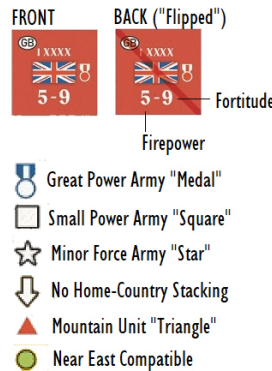 FRONT
BACK ("Flipped")
GB
I XXXX
5-9
GB
I XXXX
5-9
Fortitude
Firepower
Great Power Army "Medal"
Small Power Army "Square"
Minor Force Army "Star"
No Home-Country Stacking
Mountain Unit "Triangle"
Near East Compatible